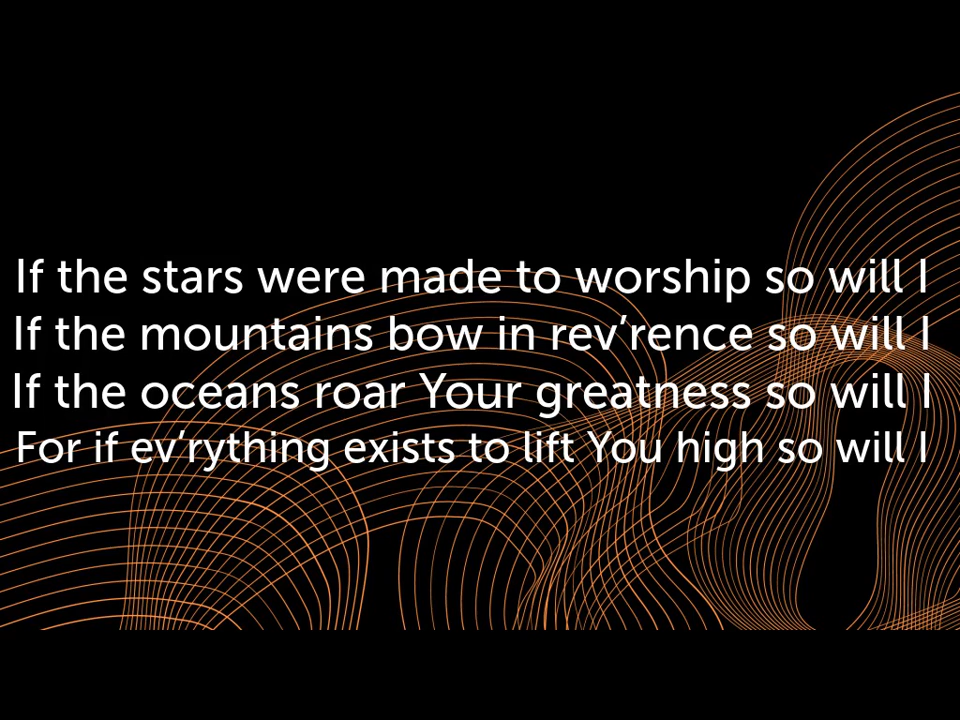 If the stars were made to worship so will I
If the mountains bow in rev’rence so will I
If the oceans roar Your greatness so will I
For if ev’rything exists to lift You high so will I